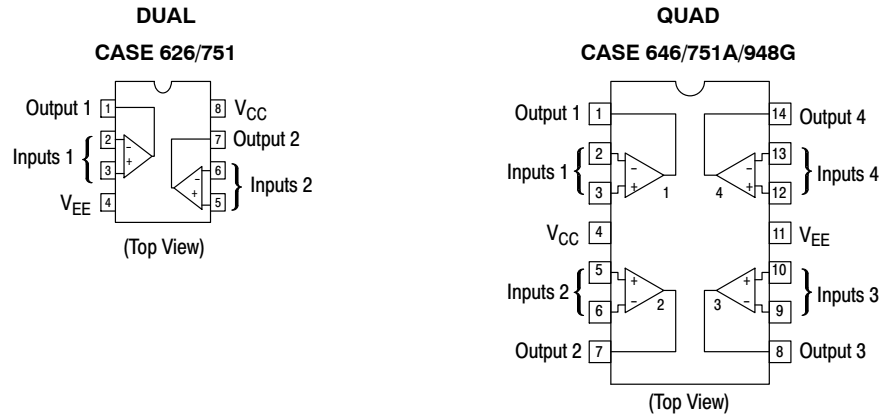 DUAL
CASE 626/751
Output 1 1 8 VCC
2 7 Output 2
Inputs 1 { - +
3 6
- + } Inputs 2
VEE 4 5
(Top View)
QUAD
CASE 646/751A/948G
Output 1 1 14 Output 4
2 13
Inputs 1 { - + - + } Inputs 4
3 1 4 12
VCC 4 11 VEE
5 10
Inputs 2 { + - + - } Inputs 3
6 2 3 9
Output 2 7 8 Output 3
(Top View)